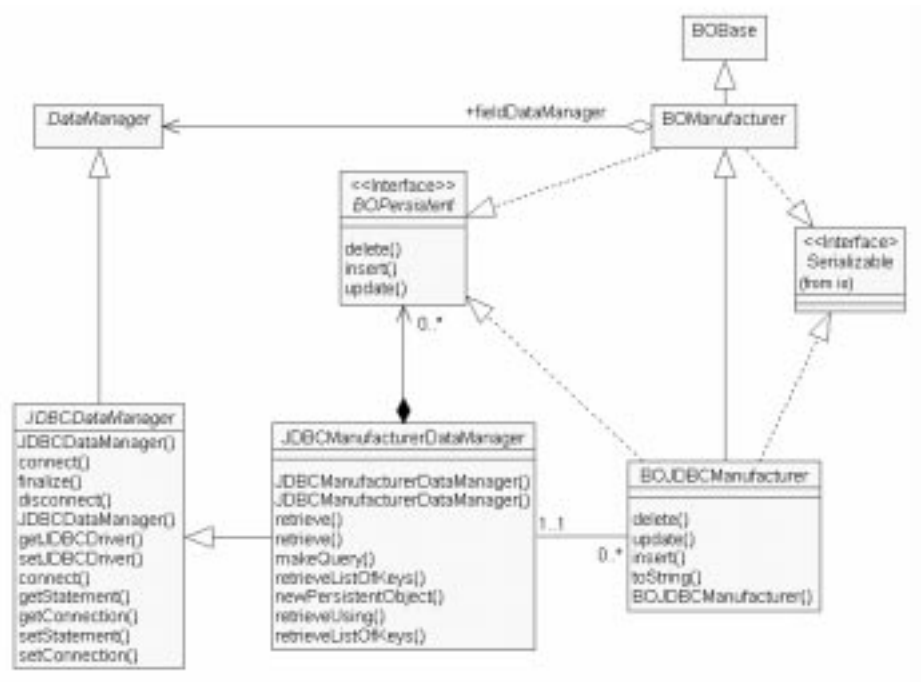 BOBase
DataManager
+fieldDataManager
BOManufacturer
<<Interface>>
BOPersistent
delete()
insert()
update()
<<Interface>
Serializable
(from io)
0..*
JDBCDataManager
JDBCDataManager()
connect()
finalize()
disconnect()
JDBCDataManager()
getJDBCDriver()
setJDBCDriver()
connect()
getStatement()
getConnection()
setStatement()
setConnection()
JDBCManufacturerDataManager
JDBCManufacturerDataManager()
JDBCManufacturerDataManager()
retrieve()
retrieve()
makeQuery()
retrieveListOfKeys()
newPersistentObject()
retrieveUsing()
retrieveListOfKeys()
1..1
0..*
BOJDBCManufacturer
delete()
update()
insert()
toString()
BOJDBCManufacturer()